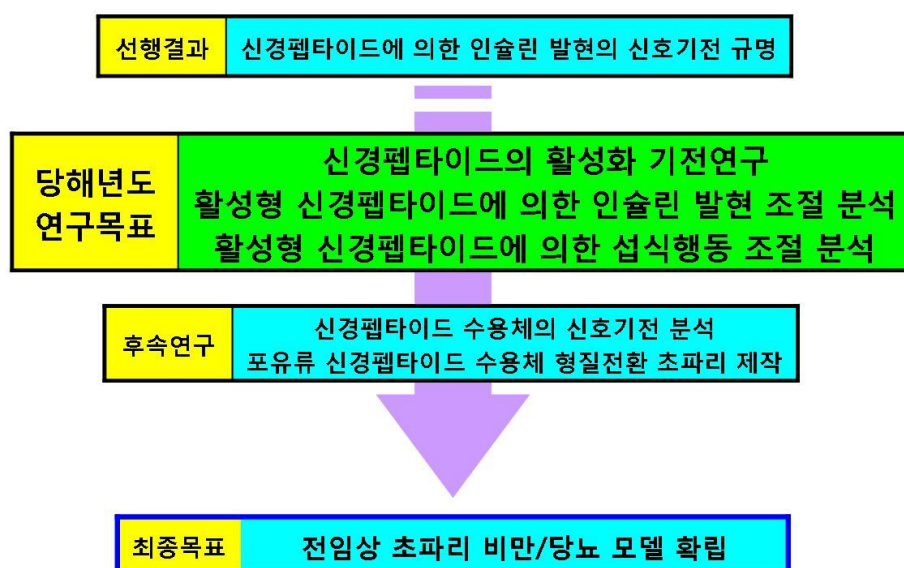 선행결과
신경펩타이드에 의한 인슐린 발현의 신호기전 규명
당해년도
연구목표
신경펩타이드의 활성화 기전연구
활성형 신경펩타이드에 의한 인슐린 발현 조절 분석
활성형 신경펩타이드에 의한 섭식행동 조절 분석
후속연구
신경펩타이드 수용체의 신호기전 분석
포유류 신경펩타이드 수용체 형질전환 초파리 제작
최종목표
전임상 초파리 비만/당뇨 모델 확립